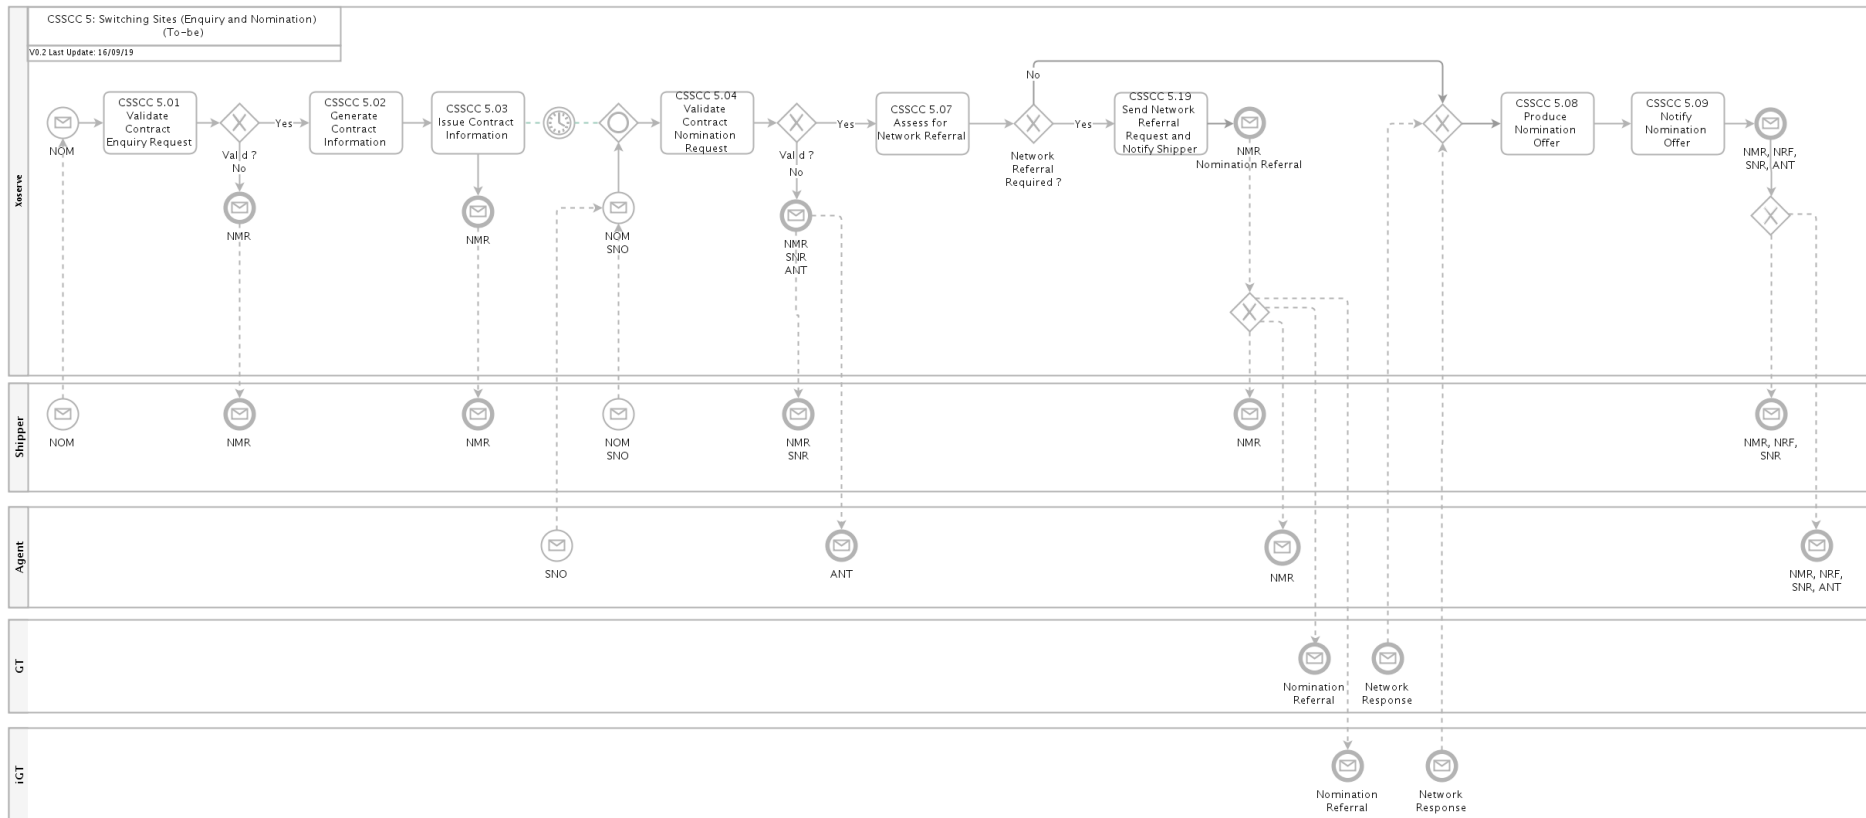 CSSCC 5: Switching Sites (Enquiry and Nomination)
(To-be)
V0.2 Last Update: 16/09/19
Xoserve
NOM
CSSCC 5.01
Validate
Contract
Enquiry Request
Valid ?
Yes
No
NMR
CSSCC 5.02
Generate
Contract
Information
CSSCC 5.03
Issue Contract
Information
NMR
NOM
SNO
CSSCC 5.04
Validate
Contract
Nomination
Request
Valid ?
Yes
No
NMR
SNR
ANT
CSSCC 5.07
Assess for
Network Referral
No
Network
Referral
Required ?
Yes
CSSCC 5.19
Send Network
Referral
Request and
Notify Shipper
NMR
Nomination Referral
CSSCC 5.08
Produce
Nomination
Offer
CSSCC 5.09
Notify
Nomination
Offer
NMR, NRF,
SNR, ANT
Shipper
NOM
NMR
NMR
NOM
SNO
NMR
SNR
NMR
NMR, NRF,
SNR
Agent
SNO
ANT
NMR
NMR, NRF,
SNR, ANT
GT
Nomination
Referral
Network
Response
iGT
Nomination
Referral
Network
Response